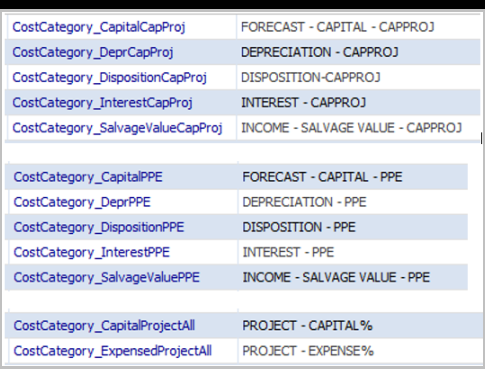 CostCategory_CapitalCapProj FORECAST - CAPITAL - CAPPROJ
CostCategory_DeprCapProj DEPRECIATION - CAPPROJ
CostCategory_DispositionCapProj DISPOSITION-CAPPROJ
CostCategory_InterestCapProj INTEREST - CAPPROJ
CostCategory_SalvageValueCapProj INCOME - SALVAGE VALUE - CAPPROJ
CostCategory_CapitalPPE FORECAST - CAPITAL - PPE
CostCategory_DeprPPE DEPRECIATION - PPE
CostCategory_DispositionPPE DISPOSITION - PPE
CostCategory_InterestPPE INTEREST - PPE
CostCategory_SalvageValuePPE INCOME - SALVAGE VALUE - PPE
CostCategory_CapitalProjectAll PROJECT - CAPITAL%
CostCategory_ExpensedProjectAll PROJECT - EXPENSE%